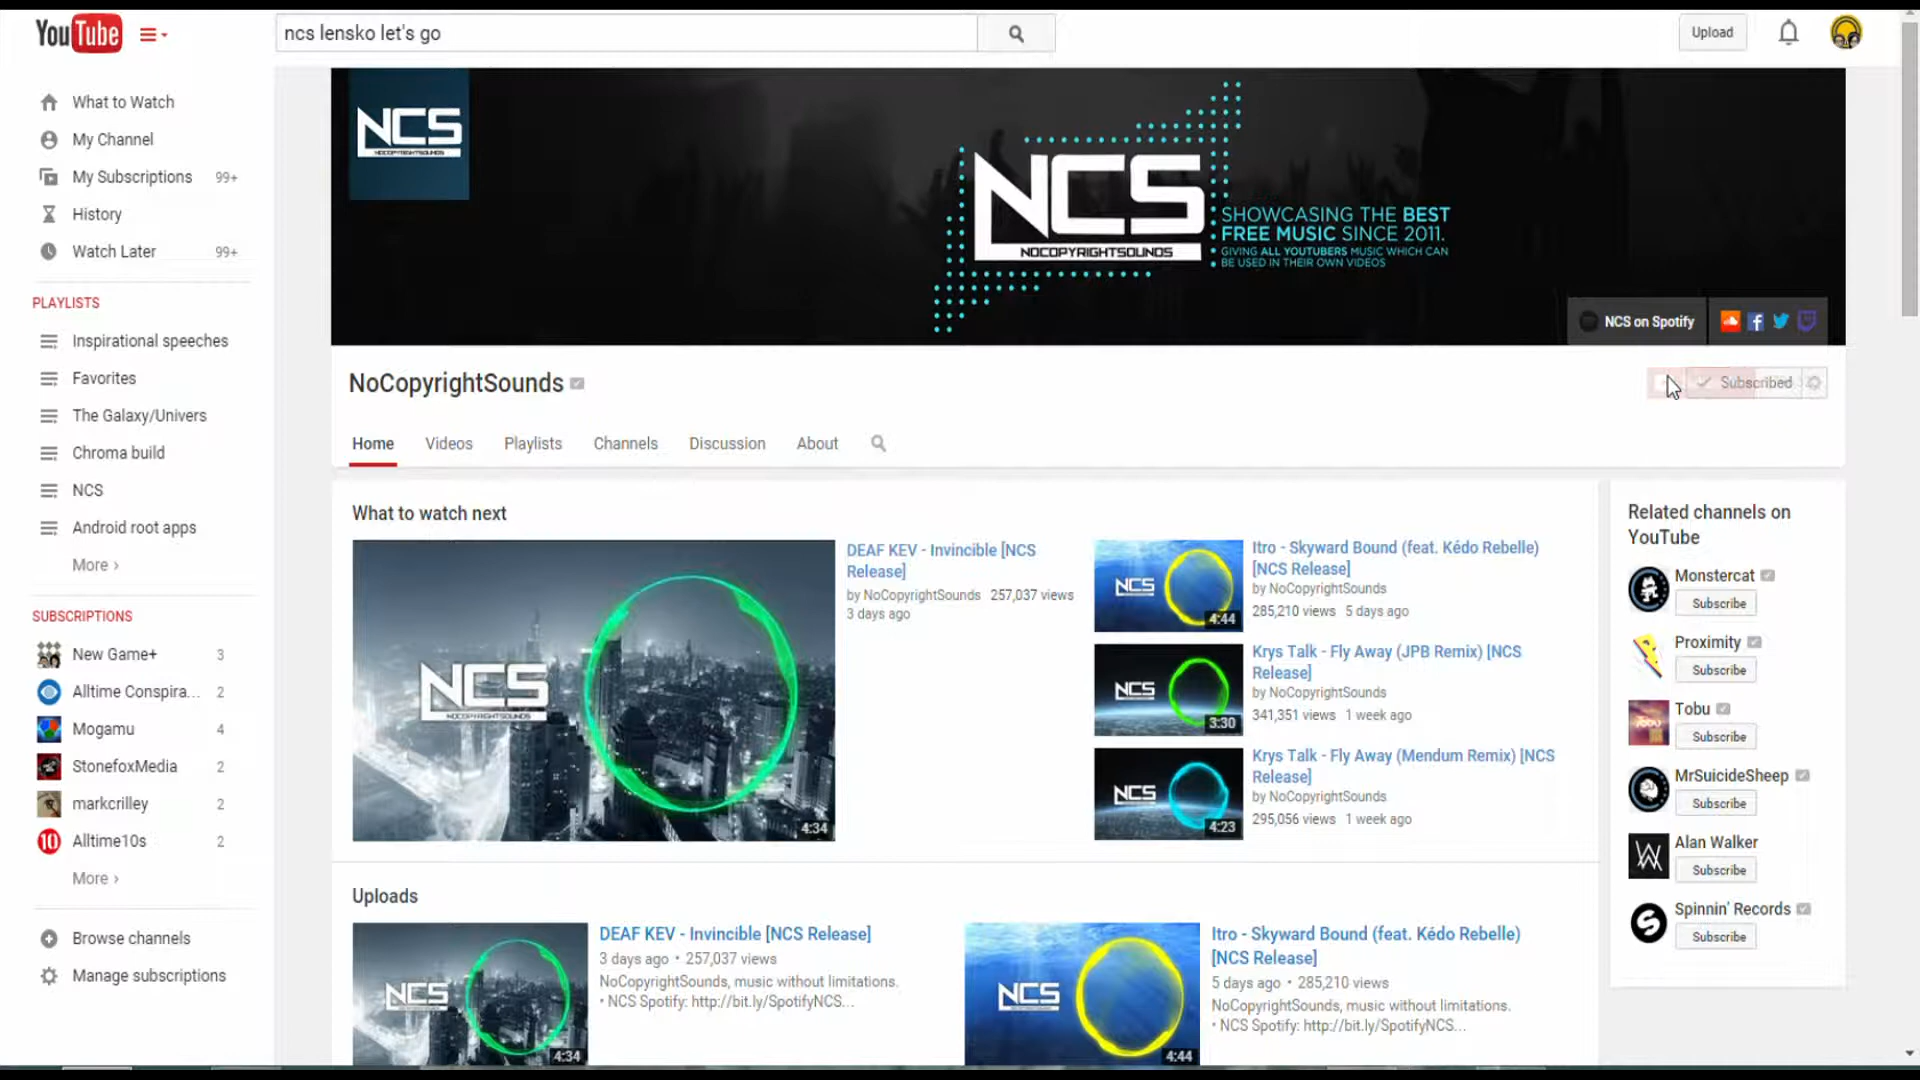 YouTube
ncs lensko let's go
Upload
What to Watch
My Channel
My Subscriptions 99+
History
Watch Later 99+
PLAYLISTS
Inspirational speeches
Favorites
The Galaxy/Univers
Chroma build
NCS
Android root apps
More ›
SUBSCRIPTIONS
New Game+ 3
Alltime Conspira... 2
Mogamu 4
StonefoxMedia 2
markcrilley 2
10 Alltime10s 2
More ›
Browse channels
Manage subscriptions
NCS
NOCOPYRIGHTSOUNDS
NCS
NOCOPYRIGHTSOUNDS
SHOWCASING THE BEST
FREE MUSIC SINCE 2011.
GIVING ALL YOUTUBERS MUSIC WHICH CAN
BE USED IN THEIR OWN VIDEOS
NCS on Spotify
NoCopyrightSounds
Subscribed
Home Videos Playlists Channels Discussion About
What to watch next
NCS
NOCOPYRIGHTSOUNDS
4:34
DEAF KEV - Invincible [NCS
Release]
by NoCopyrightSounds 257,037 views
3 days ago
NCS
4:44
Itro - Skyward Bound (feat. Kédo Rebelle)
[NCS Release]
by NoCopyrightSounds
285,210 views 5 days ago
NCS
3:30
Krys Talk - Fly Away (JPB Remix) [NCS
Release]
by NoCopyrightSounds
341,351 views 1 week ago
NCS
4:23
Krys Talk - Fly Away (Mendum Remix) [NCS
Release]
by NoCopyrightSounds
295,056 views 1 week ago
Uploads
NCS
4:34
DEAF KEV - Invincible [NCS Release]
3 days ago • 257,037 views
NoCopyrightSounds, music without limitations.
• NCS Spotify: http://bit.ly/SpotifyNCS...
NCS
4:44
Itro - Skyward Bound (feat. Kédo Rebelle)
[NCS Release]
5 days ago • 285,210 views
NoCopyrightSounds, music without limitations.
• NCS Spotify: http://bit.ly/SpotifyNCS...
Related channels on
YouTube
Monstercat
Subscribe
Proximity
Subscribe
Tobu
Subscribe
MrSuicideSheep
Subscribe
Alan Walker
Subscribe
Spinnin' Records
Subscribe